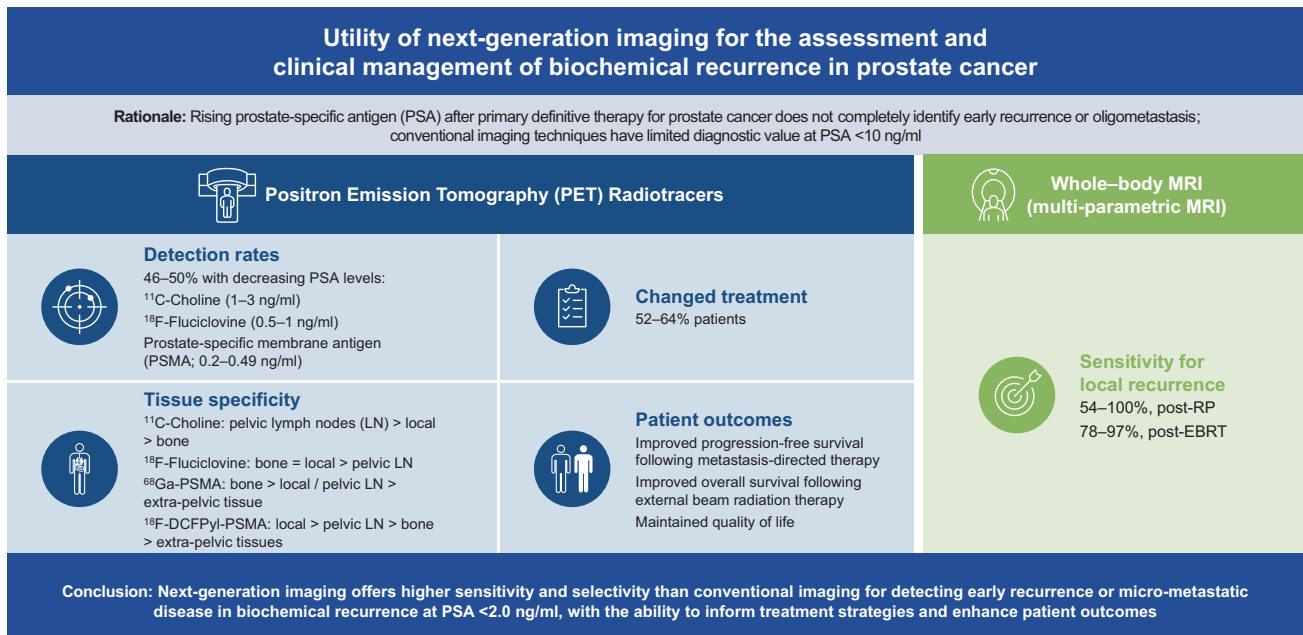 Utility of next-generation imaging for the assessment and
clinical management of biochemical recurrence in prostate cancer
Rationale: Rising prostate-specific antigen (PSA) after primary definitive therapy for prostate cancer does not completely identify early recurrence or oligometastasis;
conventional imaging techniques have limited diagnostic value at PSA <10 ng/ml
Positron Emission Tomography (PET) Radiotracers
Detection rates
46–50% with decreasing PSA levels:
¹¹C-Choline (1–3 ng/ml)
¹⁸F-Fluciclovine (0.5–1 ng/ml)
Prostate-specific membrane antigen
(PSMA; 0.2–0.49 ng/ml)
Changed treatment
52–64% patients
Tissue specificity
¹¹C-Choline: pelvic lymph nodes (LN) > local
> bone
¹⁸F-Fluciclovine: bone = local > pelvic LN
⁶⁸Ga-PSMA: bone > local / pelvic LN >
extra-pelvic tissue
¹⁸F-DCFPyl-PSMA: local > pelvic LN > bone
> extra-pelvic tissues
Patient outcomes
Improved progression-free survival
following metastasis-directed therapy
Improved overall survival following
external beam radiation therapy
Maintained quality of life
Whole–body MRI
(multi-parametric MRI)
Sensitivity for
local recurrence
54–100%, post-RP
78–97%, post-EBRT
Conclusion: Next-generation imaging offers higher sensitivity and selectivity than conventional imaging for detecting early recurrence or micro-metastatic
disease in biochemical recurrence at PSA <2.0 ng/ml, with the ability to inform treatment strategies and enhance patient outcomes